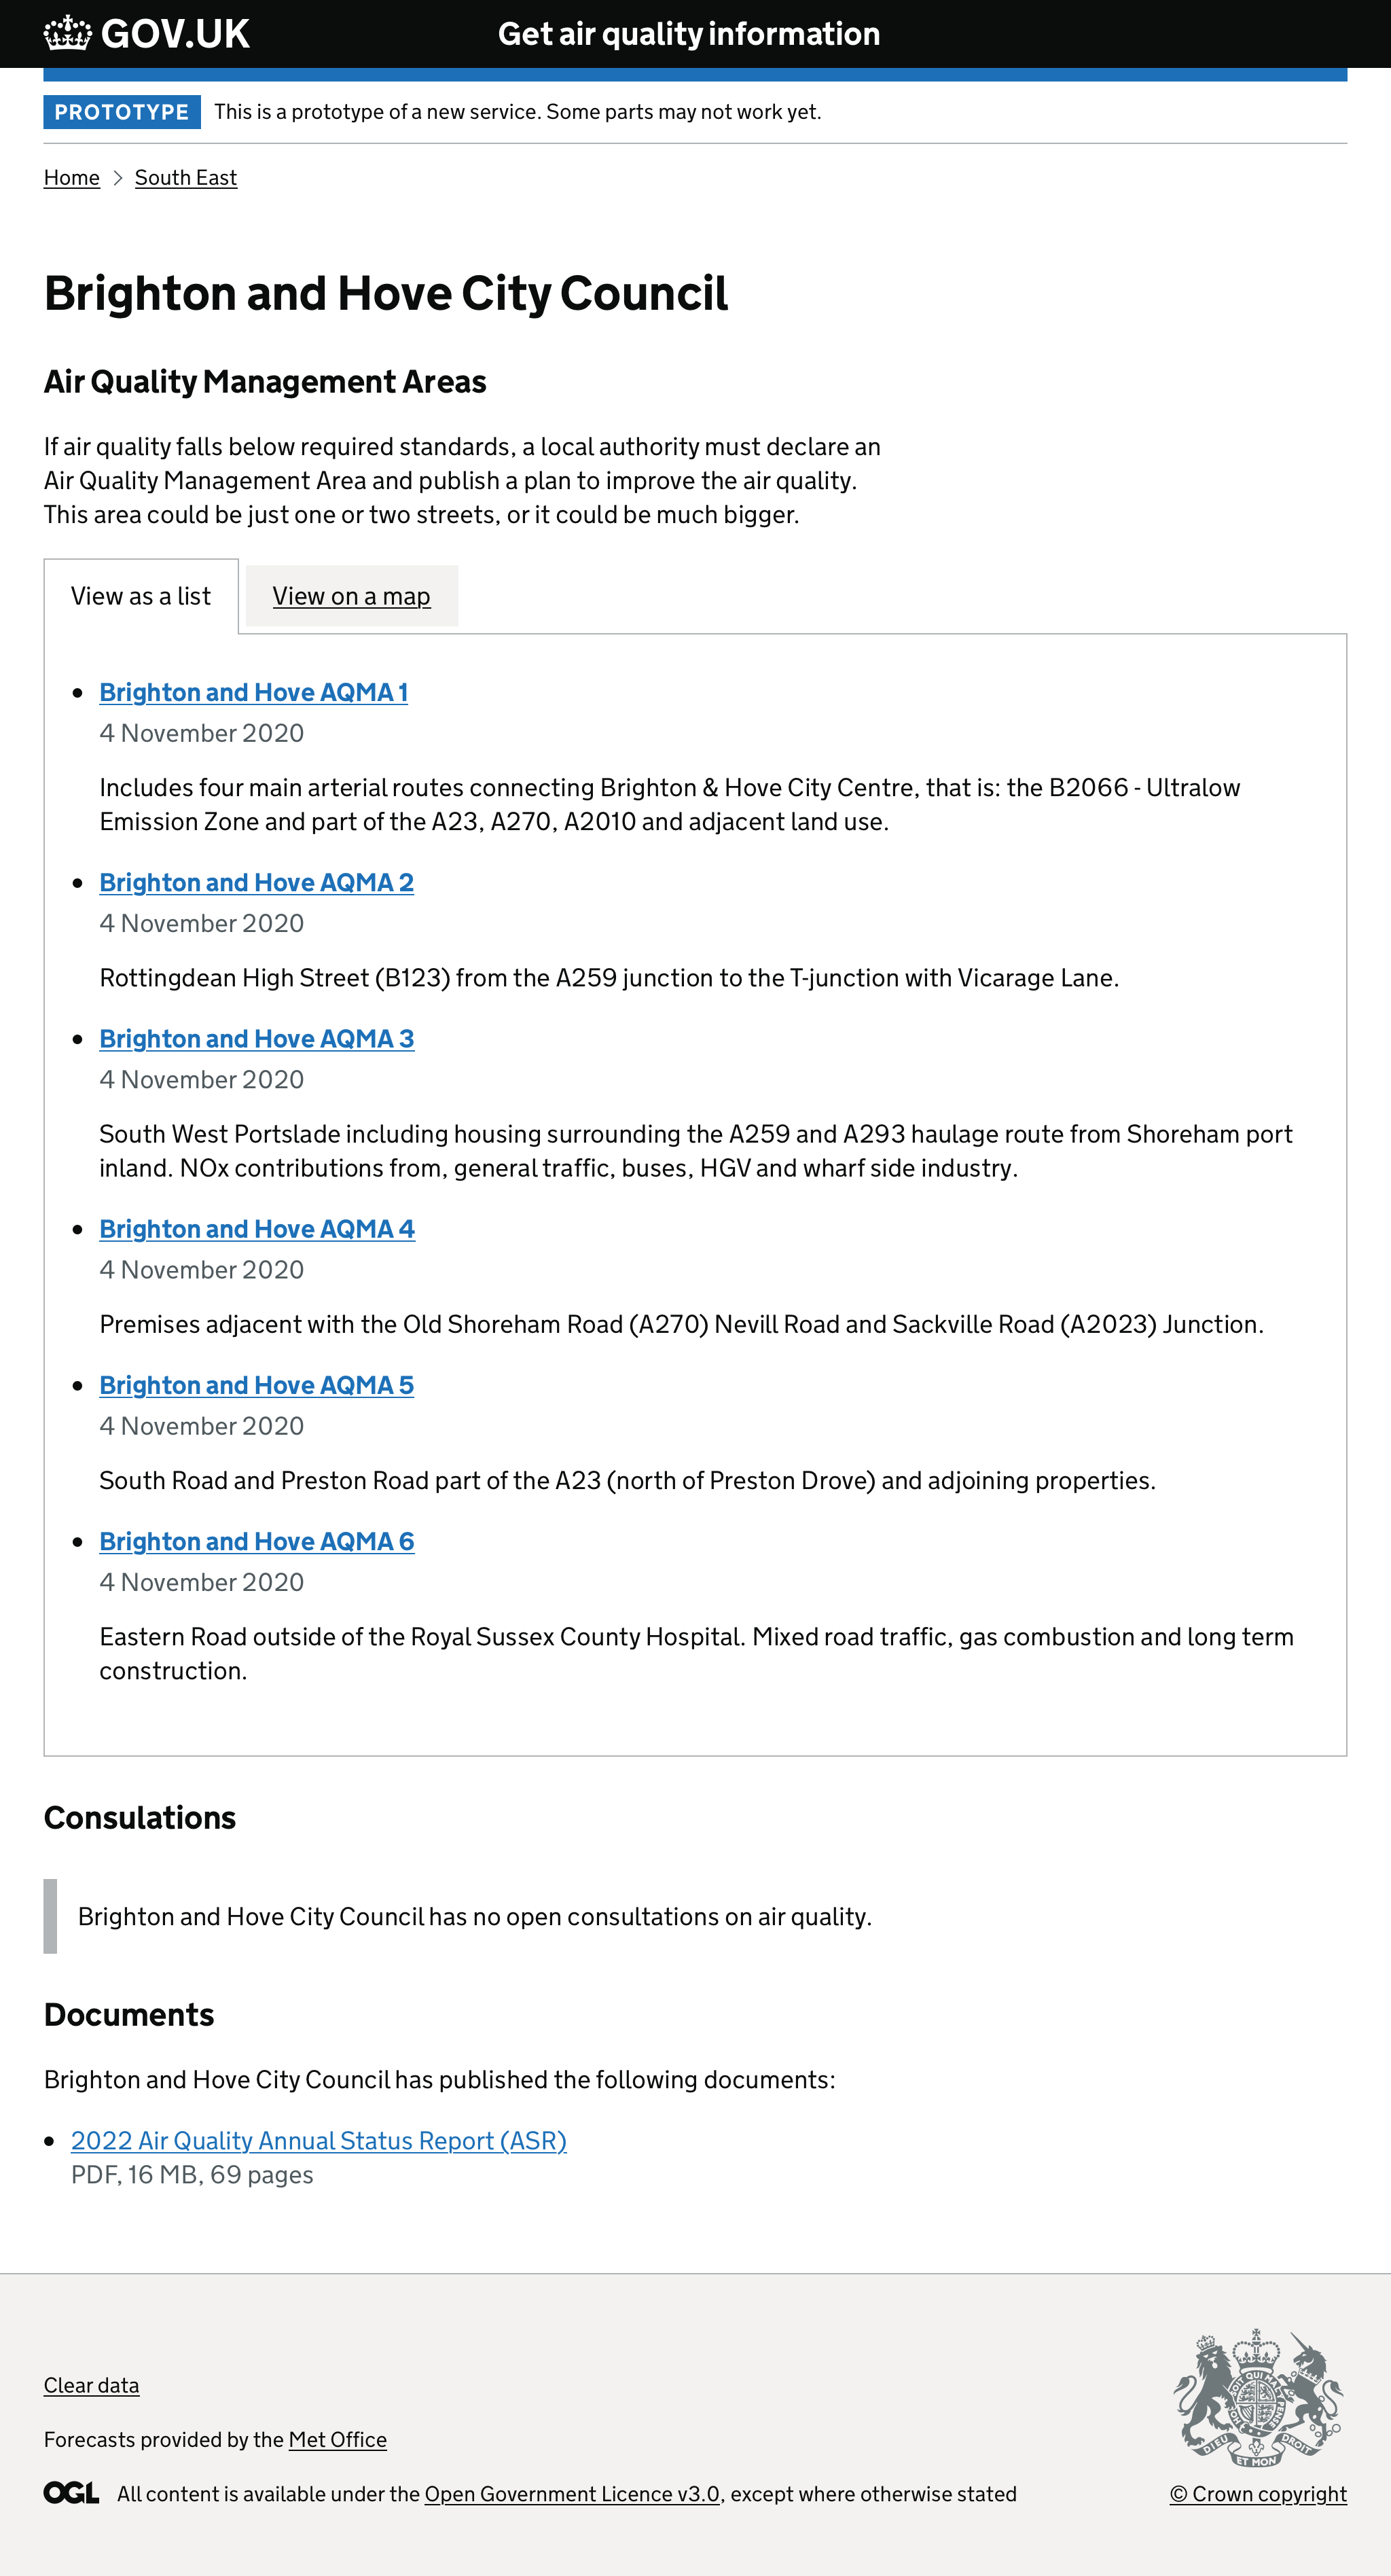 GOV.UK
Get air quality information
PROTOTYPE This is a prototype of a new service. Some parts may not work yet.
Home > South East
Brighton and Hove City Council
Air Quality Management Areas
If air quality falls below required standards, a local authority must declare an
Air Quality Management Area and publish a plan to improve the air quality.
This area could be just one or two streets, or it could be much bigger.
View as a list
View on a map
• Brighton and Hove AQMA 1
4 November 2020
Includes four main arterial routes connecting Brighton & Hove City Centre, that is: the B2066 - Ultralow
Emission Zone and part of the A23, A270, A2010 and adjacent land use.
• Brighton and Hove AQMA 2
4 November 2020
Rottingdean High Street (B123) from the A259 junction to the T-junction with Vicarage Lane.
• Brighton and Hove AQMA 3
4 November 2020
South West Portslade including housing surrounding the A259 and A293 haulage route from Shoreham port
inland. NOx contributions from, general traffic, buses, HGV and wharf side industry.
• Brighton and Hove AQMA 4
4 November 2020
Premises adjacent with the Old Shoreham Road (A270) Nevill Road and Sackville Road (A2023) Junction.
• Brighton and Hove AQMA 5
4 November 2020
South Road and Preston Road part of the A23 (north of Preston Drove) and adjoining properties.
• Brighton and Hove AQMA 6
4 November 2020
Eastern Road outside of the Royal Sussex County Hospital. Mixed road traffic, gas combustion and long term
construction.
Consulations
Brighton and Hove City Council has no open consultations on air quality.
Documents
Brighton and Hove City Council has published the following documents:
• 2022 Air Quality Annual Status Report (ASR)
PDF, 16 MB, 69 pages
Clear data
Forecasts provided by the Met Office
OGL All content is available under the Open Government Licence v3.0, except where otherwise stated
DIEU ET MON DROIT
© Crown copyright